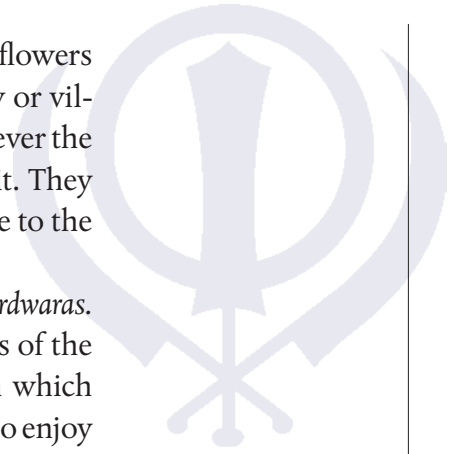 flowers
or vil-
ever the
They
e to the
rdwaras.
s of the
which
o enjoy